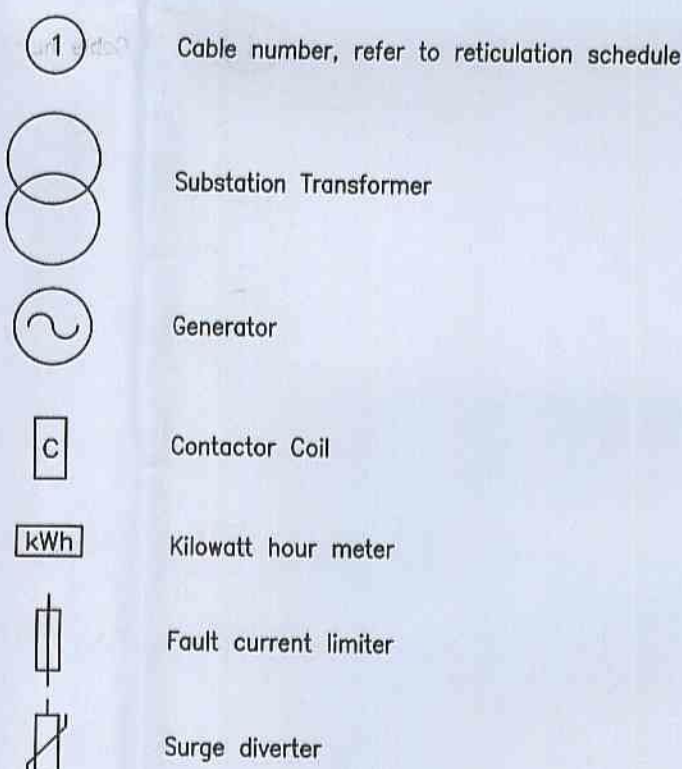 1 Cable number, refer to reticulation schedule
Substation Transformer
Generator
C Contactor Coil
kWh Kilowatt hour meter
Fault current limiter
Surge diverter